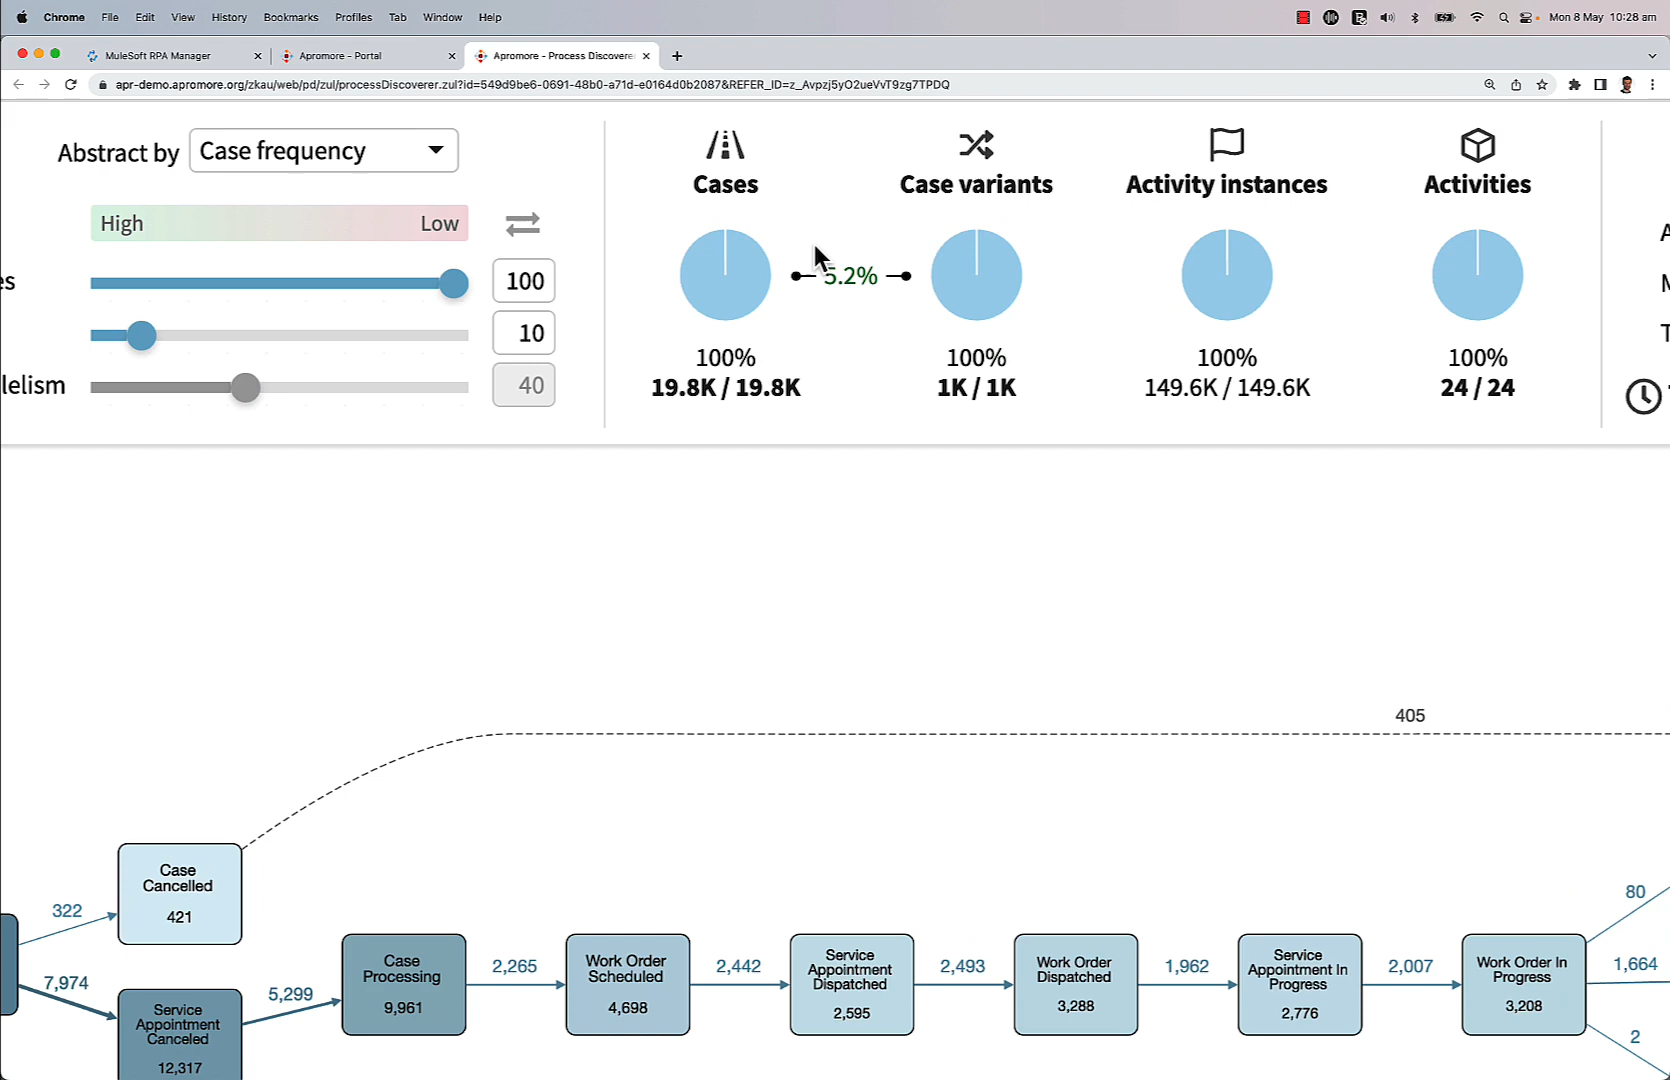 Chrome File Edit View History Bookmarks Profiles Tab Window Help Mon 8 May 10:28 am
MuleSoft RPA Manager
Apromore - Portal
Apromore - Process Discoverer
apr-demo.apromore.org/zkau/web/pd/zul/processDiscoverer.zul?id=549d9be6-0691-48b0-a71d-e0164d0b2087&REFER_ID=z_Avpzj5yO2ueVvT9zg7TPDQ
Abstract by Case frequency
High Low
es 100
10
lelism 40
Cases Case variants Activity instances Activities
5.2%
100% 100% 100% 100%
19.8K / 19.8K 1K / 1K 149.6K / 149.6K 24 / 24
405
Case
Cancelled
421
322
7,974
Service
Appointment
Canceled
12,317
5,299
Case
Processing
9,961
2,265
Work Order
Scheduled
4,698
2,442
Service
Appointment
Dispatched
2,595
2,493
Work Order
Dispatched
3,288
1,962
Service
Appointment In
Progress
2,776
2,007
Work Order In
Progress
3,208
80
1,664
2